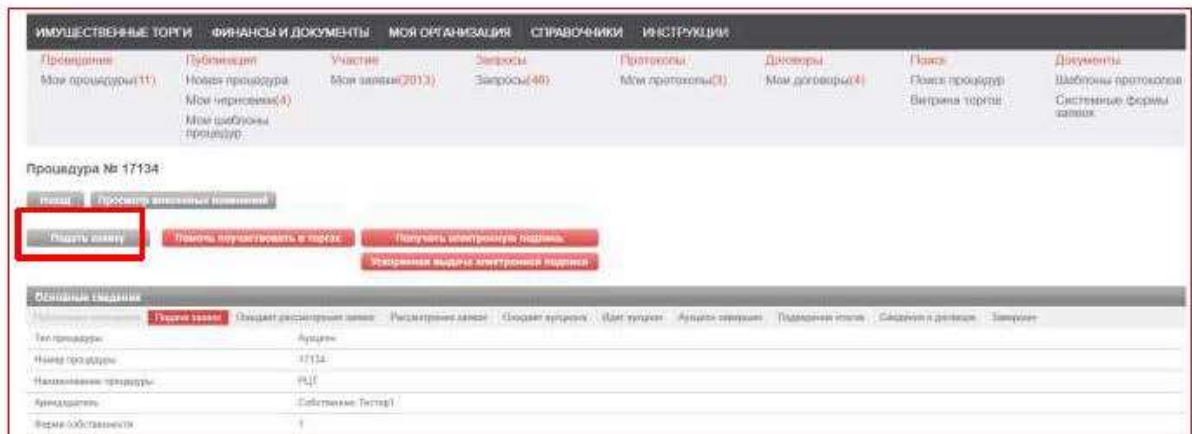 ИМУЩЕСТВЕННЫЕ ТОРГИ ФИНАНСЫ И ДОКУМЕНТЫ МОЯ ОРГАНИЗАЦИЯ СПРАВОЧНИКИ ИНСТРУКЦИИ
Проведение Публикация Участие Запросы Протоколы Договоры Поиск Документы
Мои процедуры(11) Новая процедура Мои заявки(2013) Запросы(40) Мои протоколы(3) Мои договоры(4) Поиск процедур Шаблоны протоколов
Мои черновики(4) Витрина торгов Системные формы заявок
Мои шаблоны процедур
Процедура № 17134
Назад Просмотр внесенных изменений
Подать заявку Помочь поучаствовать в торгах Получить электронную подпись
Ускоренная выдача электронной подписи
Основные сведения
Подача заявок Ожидает рассмотрения заявок Рассмотрение заявок Ожидает аукциона Идет аукцион Аукцион завершен Подведение итогов Сведения о договоре Завершен
Тип процедуры Аукцион
Номер процедуры 17134
Наименование процедуры
Арендодатель Собственник Тестер1
Форма собственности 1